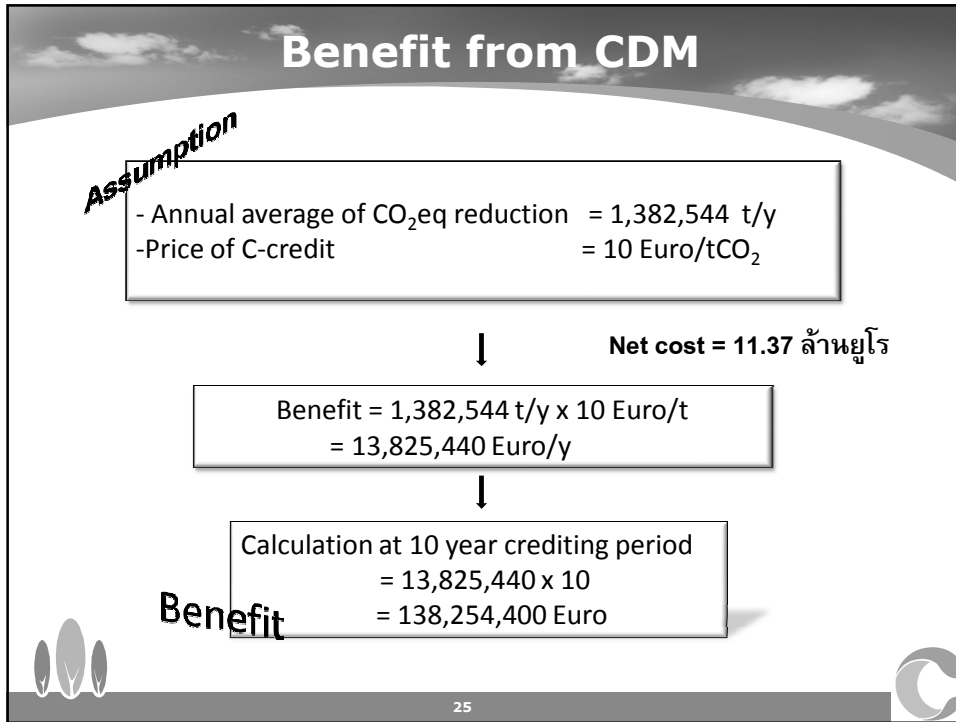 Benefit from CDM
Assumption
- Annual average of CO₂eq reduction = 1,382,544 t/y
-Price of C-credit = 10 Euro/tCO₂
Net cost = 11.37 ล้านยูโร
Benefit = 1,382,544 t/y x 10 Euro/t
= 13,825,440 Euro/y
Calculation at 10 year crediting period
= 13,825,440 x 10
= 138,254,400 Euro
Benefit
25